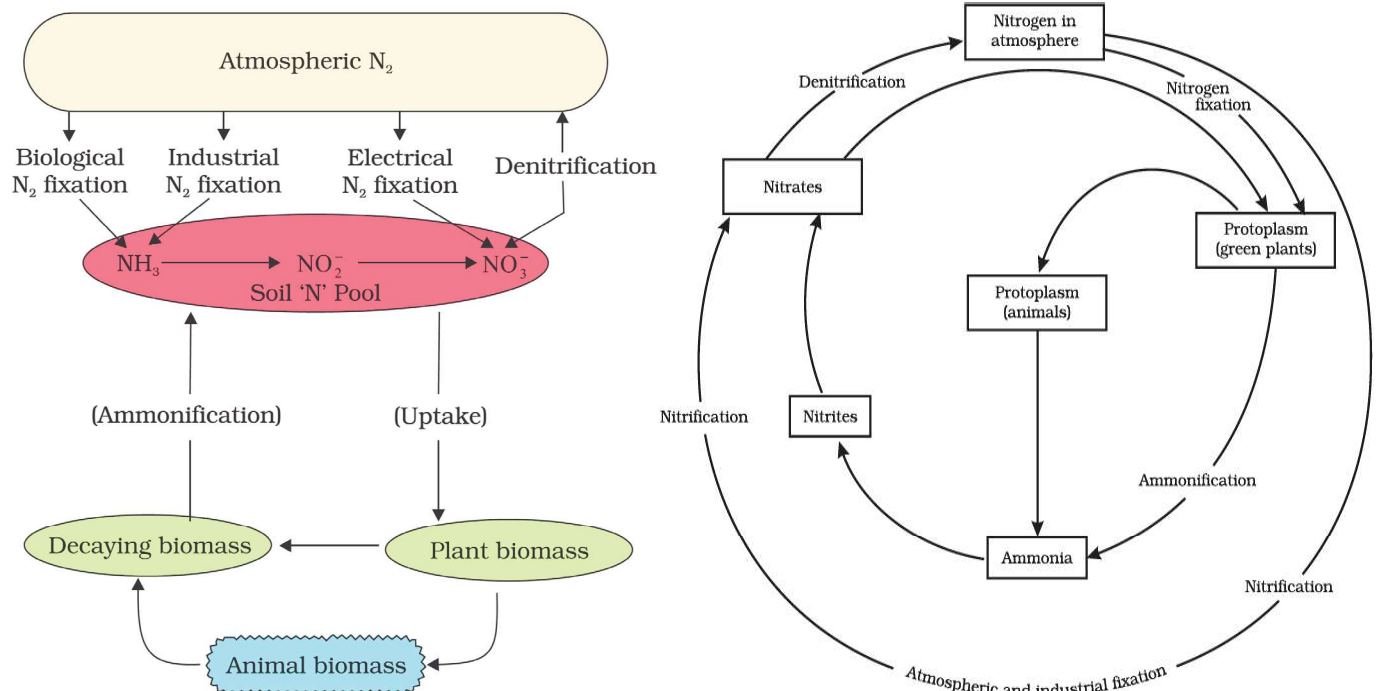 Atmospheric N₂
Biological
N₂ fixation
Industrial
N₂ fixation
Electrical
N₂ fixation
Denitrification
NH₃
NO₂⁻
NO₃⁻
Soil ‘N’ Pool
(Ammonification)
(Uptake)
Decaying biomass
Plant biomass
Animal biomass
Nitrogen in
atmosphere
Denitrification
Nitrogen
fixation
Nitrates
Protoplasm
(green plants)
Protoplasm
(animals)
Nitrification
Nitrites
Ammonification
Ammonia
Nitrification
Atmospheric and industrial fixation